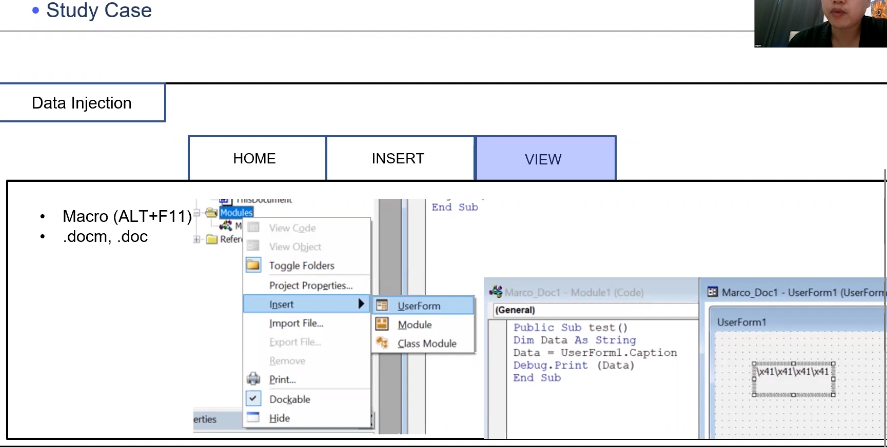 • Study Case
Data Injection
HOME
INSERT
VIEW
• Macro (ALT+F11)
• .docm, .doc
ThisDocument
Modules
M
Refere
View Code
View Object
Toggle Folders
Project Properties...
Insert
Import File...
Export File...
Remove
Print...
Dockable
Hide
erties
UserForm
Module
Class Module
End Sub
Marco_Doc1 - Module1 (Code)
(General)
Public Sub test()
Dim Data As String
Data = UserForm1.Caption
Debug.Print (Data)
End Sub
Marco_Doc1 - UserForm1 (UserForm
UserForm1
\x41\x41\x41\x41